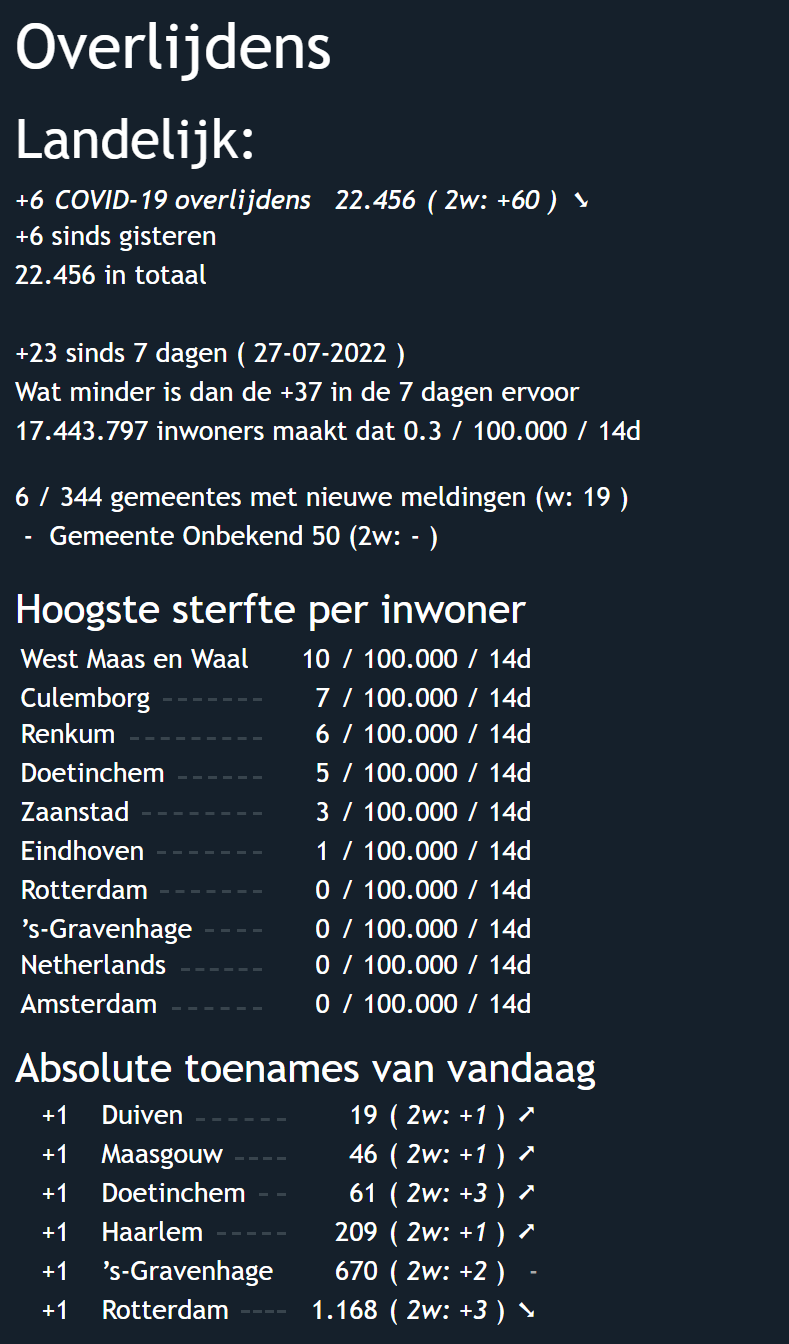 Overlijdens
Landelijk:
+6 COVID-19 overlijdens 22.456 ( 2w: +60 ) ➘
+6 sinds gisteren
22.456 in totaal
+23 sinds 7 dagen ( 27-07-2022 )
Wat minder is dan de +37 in de 7 dagen ervoor
17.443.797 inwoners maakt dat 0.3 / 100.000 / 14d
6 / 344 gemeentes met nieuwe meldingen (w: 19 )
- Gemeente Onbekend 50 (2w: - )
Hoogste sterfte per inwoner
West Maas en Waal 10 / 100.000 / 14d
Culemborg ------- 7 / 100.000 / 14d
Renkum --------- 6 / 100.000 / 14d
Doetinchem ------ 5 / 100.000 / 14d
Zaanstad -------- 3 / 100.000 / 14d
Eindhoven ------- 1 / 100.000 / 14d
Rotterdam ------- 0 / 100.000 / 14d
’s-Gravenhage ---- 0 / 100.000 / 14d
Netherlands ------ 0 / 100.000 / 14d
Amsterdam ------ 0 / 100.000 / 14d
Absolute toenames van vandaag
+1 Duiven ------ 19 ( 2w: +1 ) ➚
+1 Maasgouw ---- 46 ( 2w: +1 ) ➚
+1 Doetinchem -- 61 ( 2w: +3 ) ➚
+1 Haarlem ----- 209 ( 2w: +1 ) ➚
+1 ’s-Gravenhage 670 ( 2w: +2 ) -
+1 Rotterdam ---- 1.168 ( 2w: +3 ) ➘